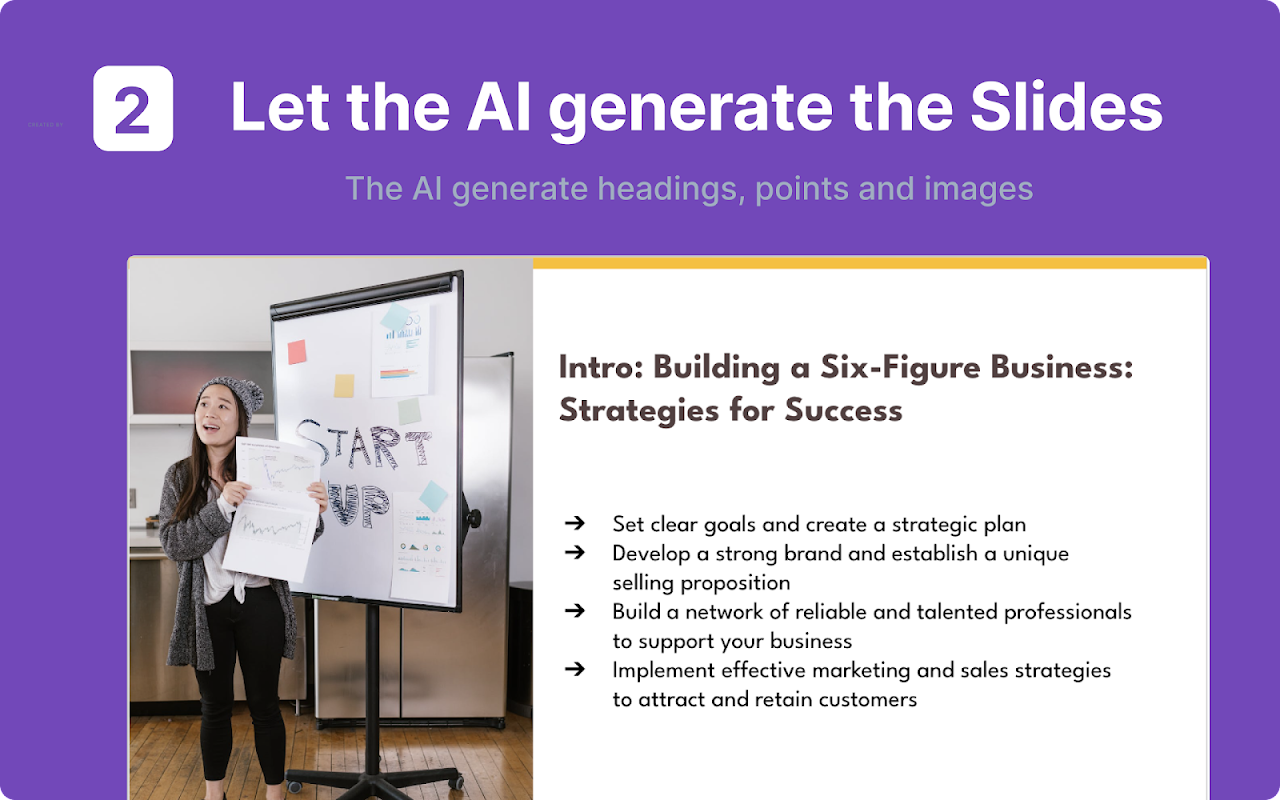 2
Let the AI generate the Slides
CREATED BY
The AI generate headings, points and images
START
UP
Intro: Building a Six-Figure Business:
Strategies for Success
➔ Set clear goals and create a strategic plan
➔ Develop a strong brand and establish a unique
selling proposition
➔ Build a network of reliable and talented professionals
to support your business
➔ Implement effective marketing and sales strategies
to attract and retain customers